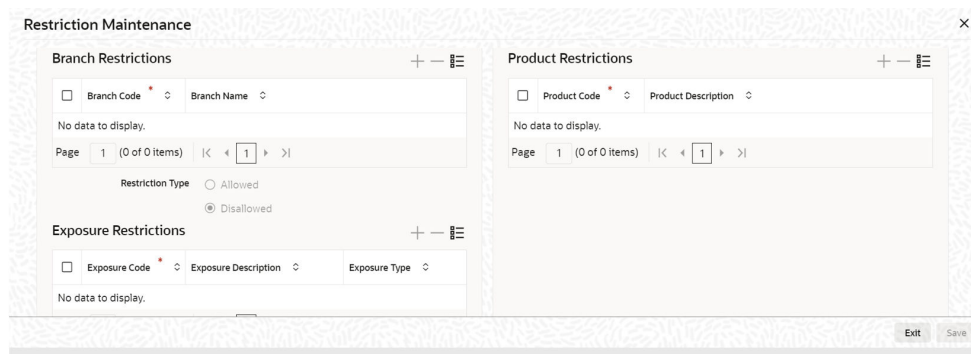 Restriction Maintenance
Branch Restrictions
Branch Code * Branch Name
No data to display.
Page 1 (0 of 0 items) 1
Restriction Type Allowed
Disallowed
Exposure Restrictions
Exposure Code * Exposure Description Exposure Type
No data to display.
Product Restrictions
Product Code * Product Description
No data to display.
Page 1 (0 of 0 items) 1
Exit Save